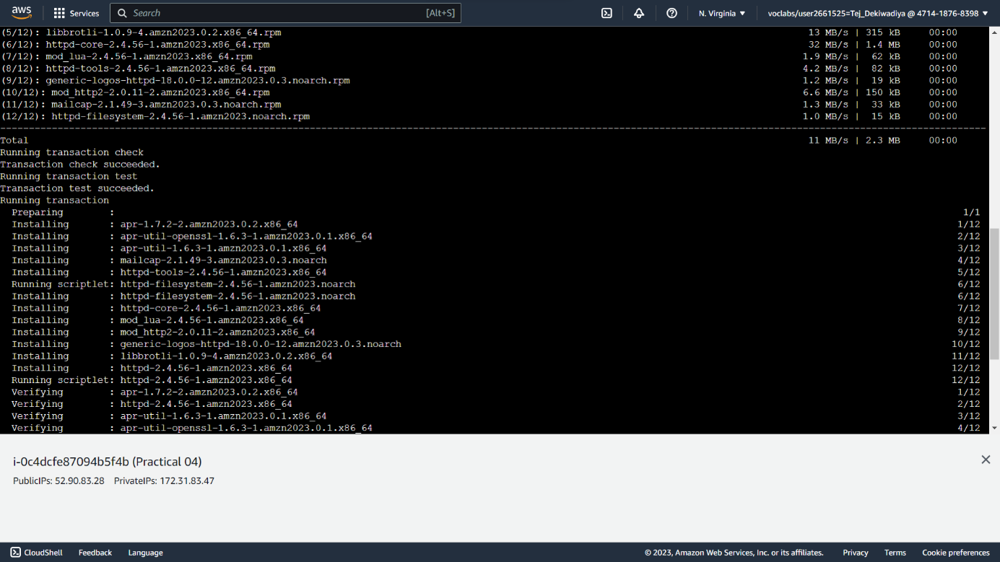 aws Services Search [Alt+S] N. Virginia voclabs/user2661525=Tej_Dekiwadiya @ 4714-1876-8398
(5/12): libbrotli-1.0.9-4.amzn2023.0.2.x86_64.rpm 13 MB/s | 315 kB 00:00
(6/12): httpd-core-2.4.56-1.amzn2023.x86_64.rpm 32 MB/s | 1.4 MB 00:00
(7/12): mod_lua-2.4.56-1.amzn2023.x86_64.rpm 1.9 MB/s | 62 kB 00:00
(8/12): httpd-tools-2.4.56-1.amzn2023.x86_64.rpm 4.2 MB/s | 82 kB 00:00
(9/12): generic-logos-httpd-18.0.0-12.amzn2023.0.3.noarch.rpm 1.2 MB/s | 19 kB 00:00
(10/12): mod_http2-2.0.11-2.amzn2023.x86_64.rpm 6.6 MB/s | 150 kB 00:00
(11/12): mailcap-2.1.49-3.amzn2023.0.3.noarch.rpm 1.3 MB/s | 33 kB 00:00
(12/12): httpd-filesystem-2.4.56-1.amzn2023.noarch.rpm 1.0 MB/s | 15 kB 00:00
Total 11 MB/s | 2.3 MB 00:00
Running transaction check
Transaction check succeeded.
Running transaction test
Transaction test succeeded.
Running transaction
Preparing : 1/1
Installing : apr-1.7.2-2.amzn2023.0.2.x86_64 1/12
Installing : apr-util-openssl-1.6.3-1.amzn2023.0.1.x86_64 2/12
Installing : apr-util-1.6.3-1.amzn2023.0.1.x86_64 3/12
Installing : mailcap-2.1.49-3.amzn2023.0.3.noarch 4/12
Installing : httpd-tools-2.4.56-1.amzn2023.x86_64 5/12
Running scriptlet: httpd-filesystem-2.4.56-1.amzn2023.noarch 6/12
Installing : httpd-filesystem-2.4.56-1.amzn2023.noarch 6/12
Installing : httpd-core-2.4.56-1.amzn2023.x86_64 7/12
Installing : mod_lua-2.4.56-1.amzn2023.x86_64 8/12
Installing : mod_http2-2.0.11-2.amzn2023.x86_64 9/12
Installing : generic-logos-httpd-18.0.0-12.amzn2023.0.3.noarch 10/12
Installing : libbrotli-1.0.9-4.amzn2023.0.2.x86_64 11/12
Installing : httpd-2.4.56-1.amzn2023.x86_64 12/12
Running scriptlet: httpd-2.4.56-1.amzn2023.x86_64 12/12
Verifying : apr-1.7.2-2.amzn2023.0.2.x86_64 1/12
Verifying : httpd-2.4.56-1.amzn2023.x86_64 2/12
Verifying : apr-util-1.6.3-1.amzn2023.0.1.x86_64 3/12
Verifying : apr-util-openssl-1.6.3-1.amzn2023.0.1.x86_64 4/12
i-0c4dcfe87094b5f4b (Practical 04)
PublicIPs: 52.90.83.28 PrivateIPs: 172.31.83.47
CloudShell Feedback Language © 2023, Amazon Web Services, Inc. or its affiliates. Privacy Terms Cookie preferences